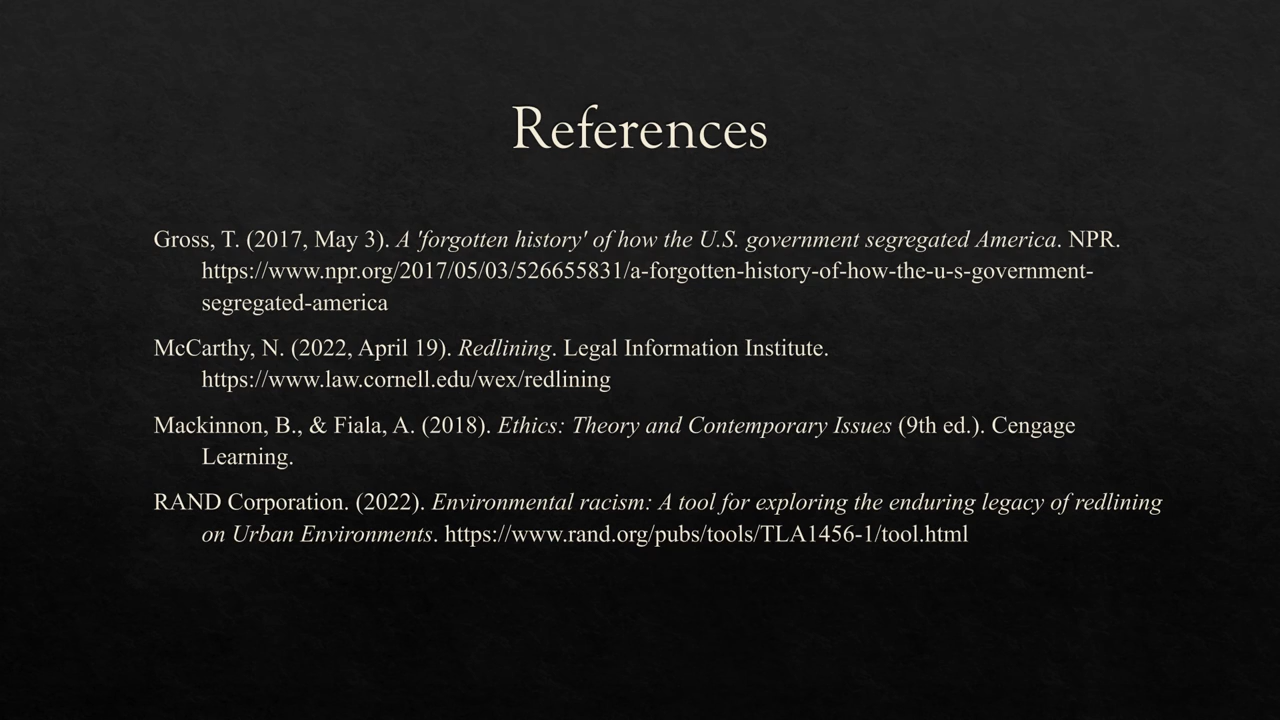 References
Gross, T. (2017, May 3). A 'forgotten history' of how the U.S. government segregated America. NPR.
https://www.npr.org/2017/05/03/526655831/a-forgotten-history-of-how-the-u-s-government-
segregated-america
McCarthy, N. (2022, April 19). Redlining. Legal Information Institute.
https://www.law.cornell.edu/wex/redlining
Mackinnon, B., & Fiala, A. (2018). Ethics: Theory and Contemporary Issues (9th ed.). Cengage
Learning.
RAND Corporation. (2022). Environmental racism: A tool for exploring the enduring legacy of redlining
on Urban Environments. https://www.rand.org/pubs/tools/TLA1456-1/tool.html